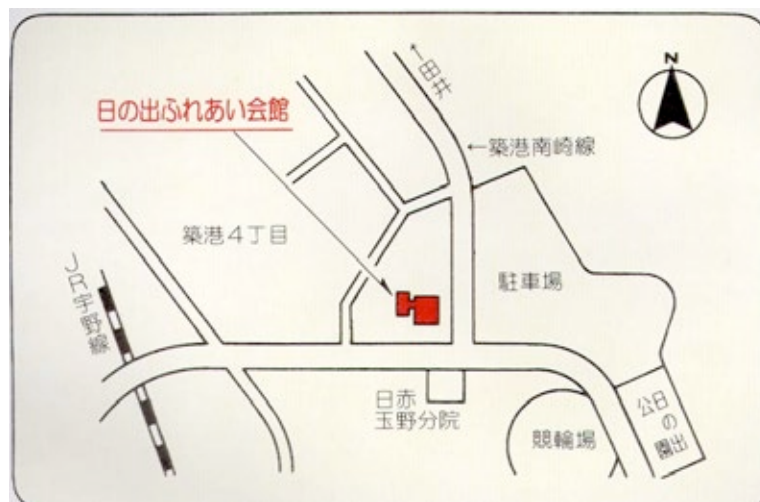 N
←田井
日の出ふれあい会館
←築港南崎線
築港4丁目
駐車場
JR宇野線
日赤
玉野分院
競輪場
日の出
公園